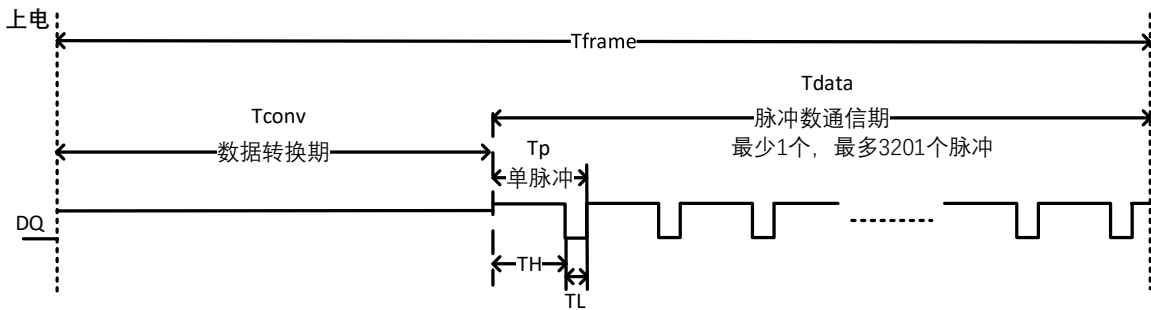 上电
Tframe
Tdata
Tconv
脉冲数通信期
数据转换期
最少1个，最多3201个脉冲
Tp
单脉冲
DQ
TH
TL